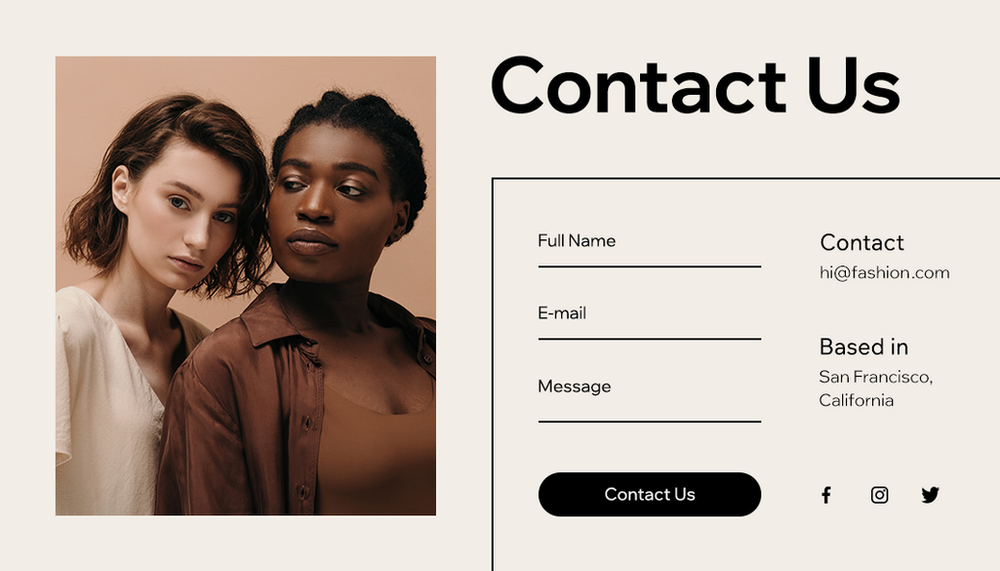 Contact Us
Full Name
E-mail
Message
Contact Us
Contact
hi@fashion.com
Based in
San Francisco,
California